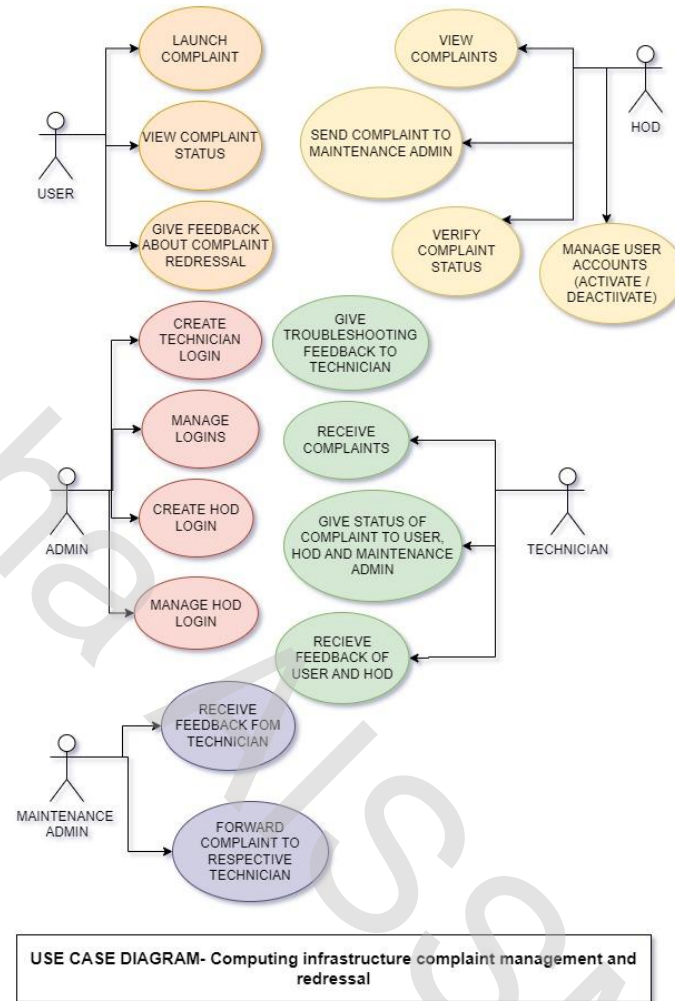 LAUNCH
COMPLAINT
VIEW COMPLAINT
STATUS
GIVE FEEDBACK
ABOUT COMPLAINT
REDRESSAL
USER
VIEW
COMPLAINTS
SEND COMPLAINT TO
MAINTENANCE ADMIN
VERIFY
COMPLAINT
STATUS
MANAGE USER
ACCOUNTS
(ACTIVATE /
DEACTIIVATE)
HOD
CREATE
TECHNICIAN
LOGIN
MANAGE
LOGINS
CREATE HOD
LOGIN
MANAGE HOD
LOGIN
ADMIN
GIVE
TROUBLESHOOTING
FEEDBACK TO
TECHNICIAN
RECEIVE
COMPLAINTS
GIVE STATUS OF
COMPLAINT TO USER,
HOD AND MAINTENANCE
ADMIN
RECIEVE
FEEDBACK OF
USER AND HOD
TECHNICIAN
RECEIVE
FEEDBACK FOM
TECHNICIAN
FORWARD
COMPLAINT TO
RESPECTIVE
TECHNICIAN
MAINTENANCE
ADMIN
USE CASE DIAGRAM- Computing infrastructure complaint management and
redressal